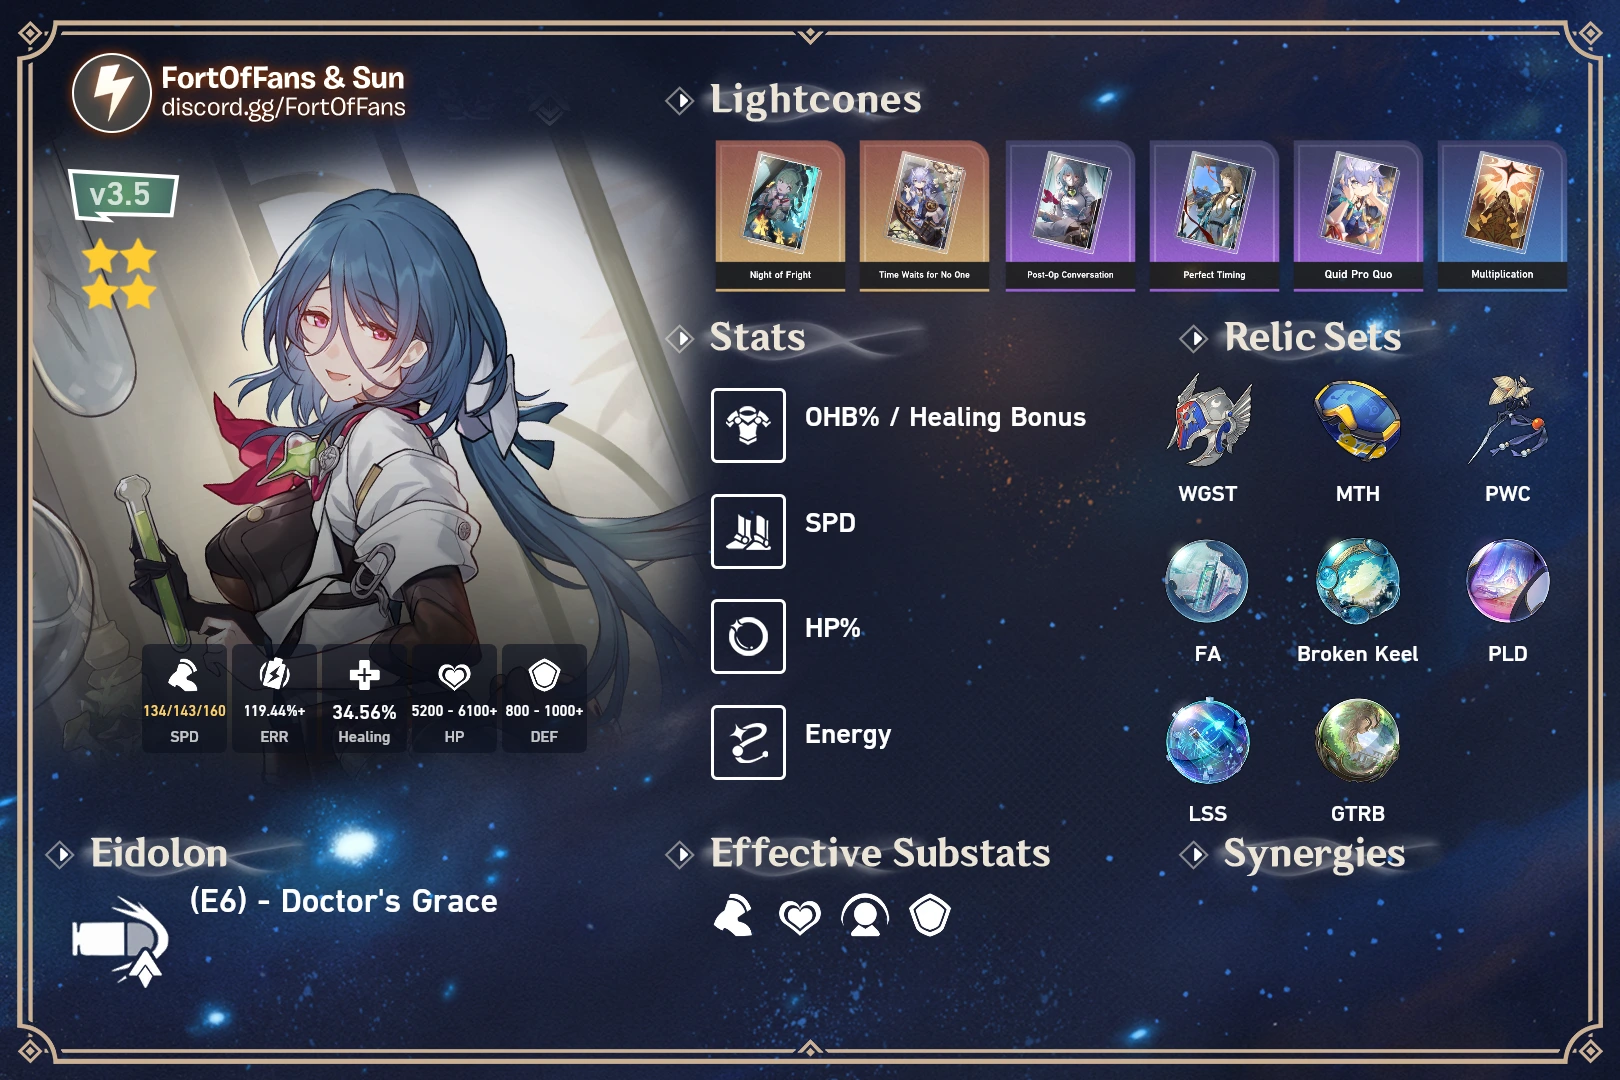 FortOfFans & Sun
discord.gg/FortOfFans
v3.5
134/143/160
SPD
119.44%+
ERR
34.56%
Healing
5200 - 6100+
HP
800 - 1000+
DEF
Eidolon
(E6) - Doctor's Grace
Lightcones
Night of Fright
Time Waits for No One
Post-Op Conversation
Perfect Timing
Quid Pro Quo
Multiplication
Stats
OHB% / Healing Bonus
SPD
HP%
Energy
Relic Sets
WGST
MTH
PWC
FA
Broken Keel
PLD
LSS
GTRB
Effective Substats
Synergies